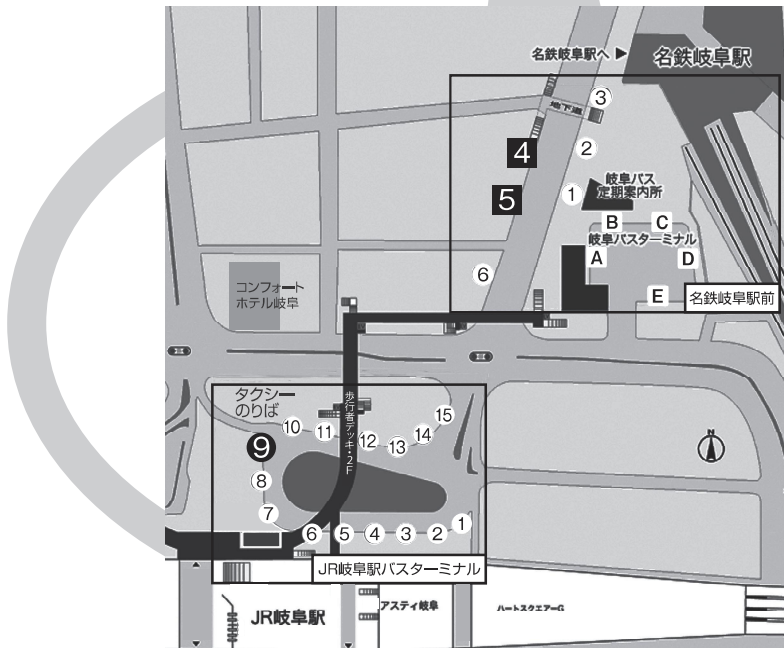 名鉄岐阜駅へ ▶
名鉄岐阜駅
地下道
3
4
2
5
1
岐阜バス
定期案内所
B
C
岐阜バスターミナル
A
D
6
E
名鉄岐阜駅前
コンフォート
ホテル岐阜
タクシー
のりば
歩行者デッキ・2F
10
11
12
13
14
15
9
8
7
6
5
4
3
2
1
JR岐阜駅バスターミナル
JR岐阜駅
アスティ岐阜
ハートスクエアーG